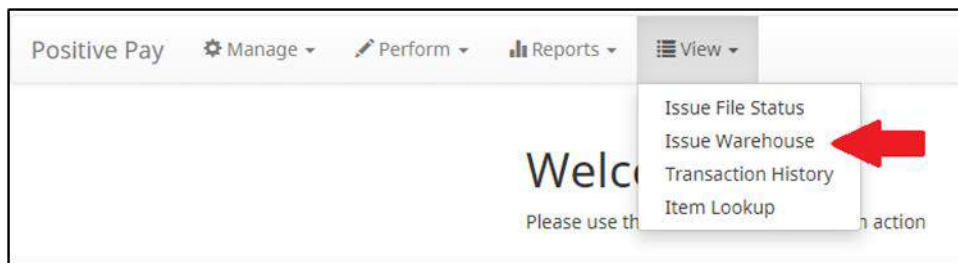 Positive Pay Manage Perform Reports View
Issue File Status
Issue Warehouse
Transaction History
Item Lookup
Welc
Please use th n action